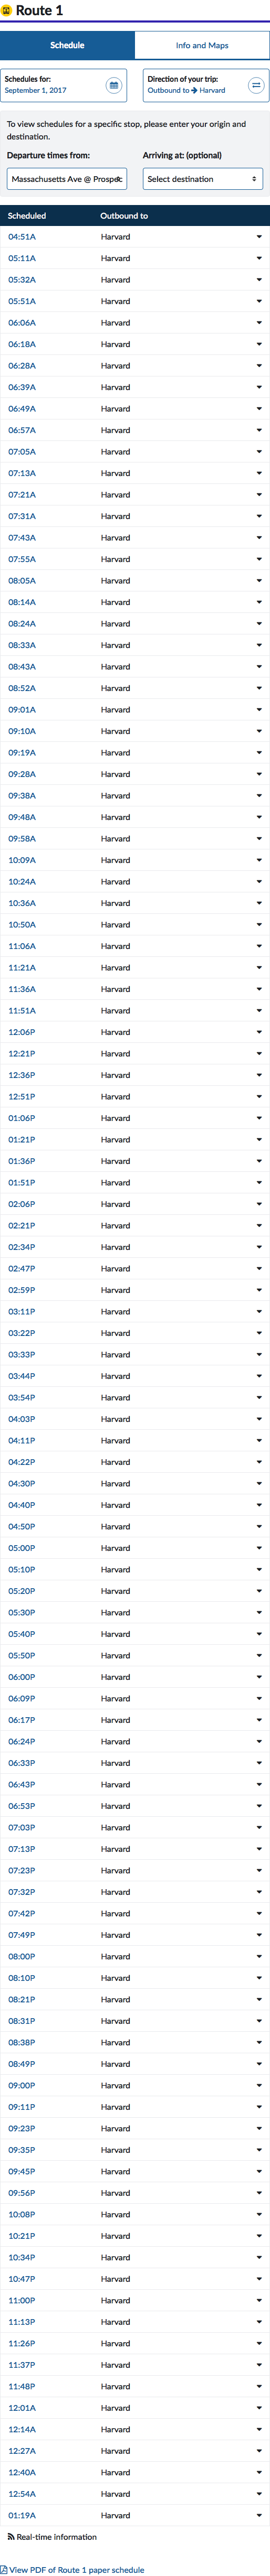 1 Route 1
Schedule Info and Maps
Schedules for: Direction of your trip:
September 1, 2017 Outbound to → Harvard
To view schedules for a specific stop, please enter your origin and
destination.
Departure times from: Arriving at: (optional)
Massachusetts Ave @ Prospec Select destination
Scheduled Outbound to
04:51A Harvard
05:11A Harvard
05:32A Harvard
05:51A Harvard
06:06A Harvard
06:18A Harvard
06:28A Harvard
06:39A Harvard
06:49A Harvard
06:57A Harvard
07:05A Harvard
07:13A Harvard
07:21A Harvard
07:31A Harvard
07:43A Harvard
07:55A Harvard
08:05A Harvard
08:14A Harvard
08:24A Harvard
08:33A Harvard
08:43A Harvard
08:52A Harvard
09:01A Harvard
09:10A Harvard
09:19A Harvard
09:28A Harvard
09:38A Harvard
09:48A Harvard
09:58A Harvard
10:09A Harvard
10:24A Harvard
10:36A Harvard
10:50A Harvard
11:06A Harvard
11:21A Harvard
11:36A Harvard
11:51A Harvard
12:06P Harvard
12:21P Harvard
12:36P Harvard
12:51P Harvard
01:06P Harvard
01:21P Harvard
01:36P Harvard
01:51P Harvard
02:06P Harvard
02:21P Harvard
02:34P Harvard
02:47P Harvard
02:59P Harvard
03:11P Harvard
03:22P Harvard
03:33P Harvard
03:44P Harvard
03:54P Harvard
04:03P Harvard
04:11P Harvard
04:22P Harvard
04:30P Harvard
04:40P Harvard
04:50P Harvard
05:00P Harvard
05:10P Harvard
05:20P Harvard
05:30P Harvard
05:40P Harvard
05:50P Harvard
06:00P Harvard
06:09P Harvard
06:17P Harvard
06:24P Harvard
06:33P Harvard
06:43P Harvard
06:53P Harvard
07:03P Harvard
07:13P Harvard
07:23P Harvard
07:32P Harvard
07:42P Harvard
07:49P Harvard
08:00P Harvard
08:10P Harvard
08:21P Harvard
08:31P Harvard
08:38P Harvard
08:49P Harvard
09:00P Harvard
09:11P Harvard
09:23P Harvard
09:35P Harvard
09:45P Harvard
09:56P Harvard
10:08P Harvard
10:21P Harvard
10:34P Harvard
10:47P Harvard
11:00P Harvard
11:13P Harvard
11:26P Harvard
11:37P Harvard
11:48P Harvard
12:01A Harvard
12:14A Harvard
12:27A Harvard
12:40A Harvard
12:54A Harvard
01:19A Harvard
Real-time information
View PDF of Route 1 paper schedule